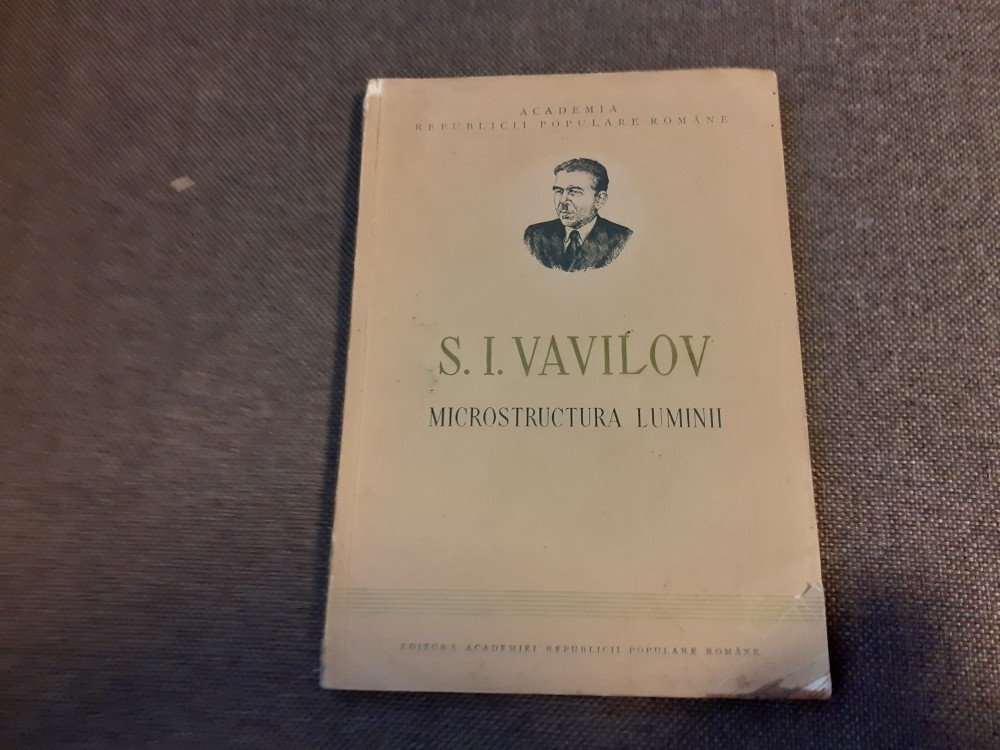 ACADEMIA
REPUBLICII POPULARE ROMÂNE
S. I. VAVILOV
MICROSTRUCTURA LUMINII
EDITURA ACADEMIEI REPUBLICII POPULARE ROMÂNE